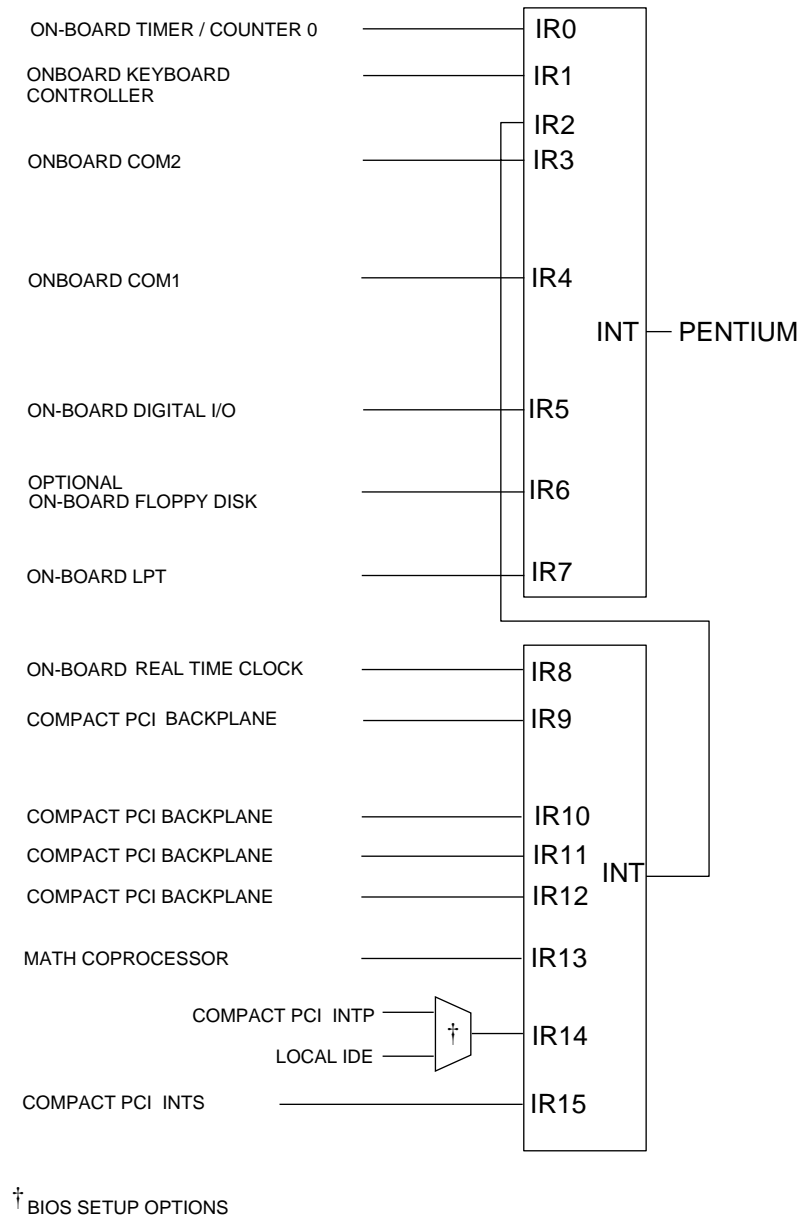 ON-BOARD TIMER / COUNTER 0
IR0
ONBOARD KEYBOARD
CONTROLLER
IR1
IR2
ONBOARD COM2
IR3
ONBOARD COM1
IR4
INT
PENTIUM
ON-BOARD DIGITAL I/O
IR5
OPTIONAL
ON-BOARD FLOPPY DISK
IR6
ON-BOARD LPT
IR7
ON-BOARD REAL TIME CLOCK
IR8
COMPACT PCI BACKPLANE
IR9
COMPACT PCI BACKPLANE
IR10
COMPACT PCI BACKPLANE
IR11
INT
COMPACT PCI BACKPLANE
IR12
MATH COPROCESSOR
IR13
COMPACT PCI INTP
LOCAL IDE
†
IR14
COMPACT PCI INTS
IR15
† BIOS SETUP OPTIONS